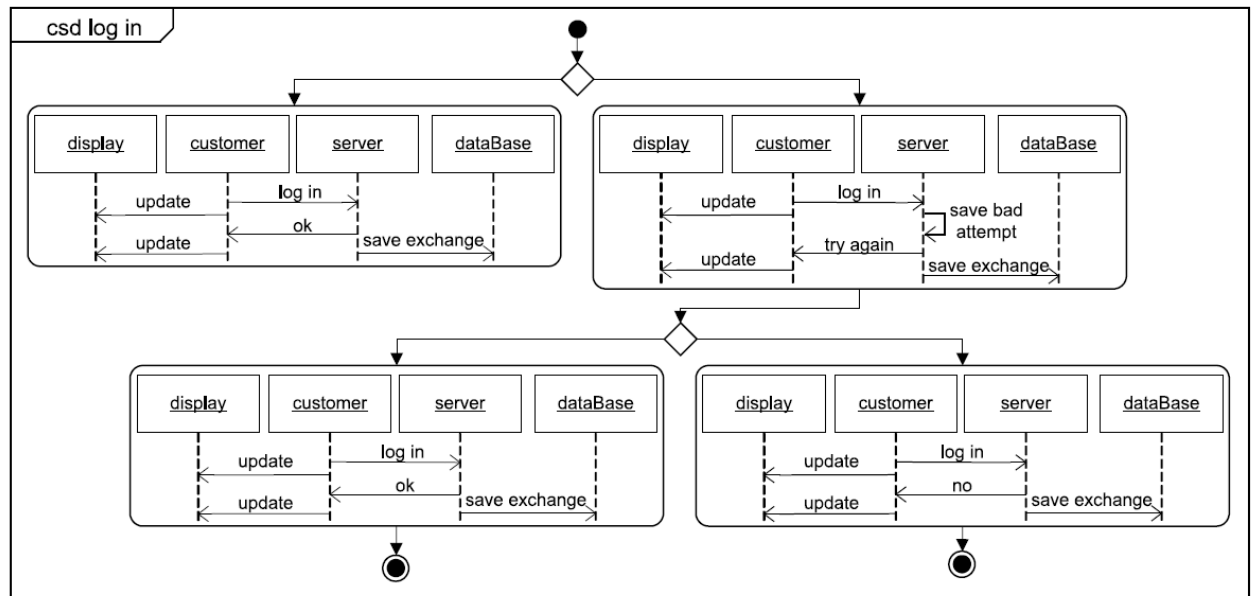 csd log in
display customer server dataBase
log in
update
ok
update
save exchange
display customer server dataBase
log in
update
save bad
attempt
try again
update
save exchange
display customer server dataBase
log in
update
ok
update
save exchange
display customer server dataBase
log in
update
no
update
save exchange